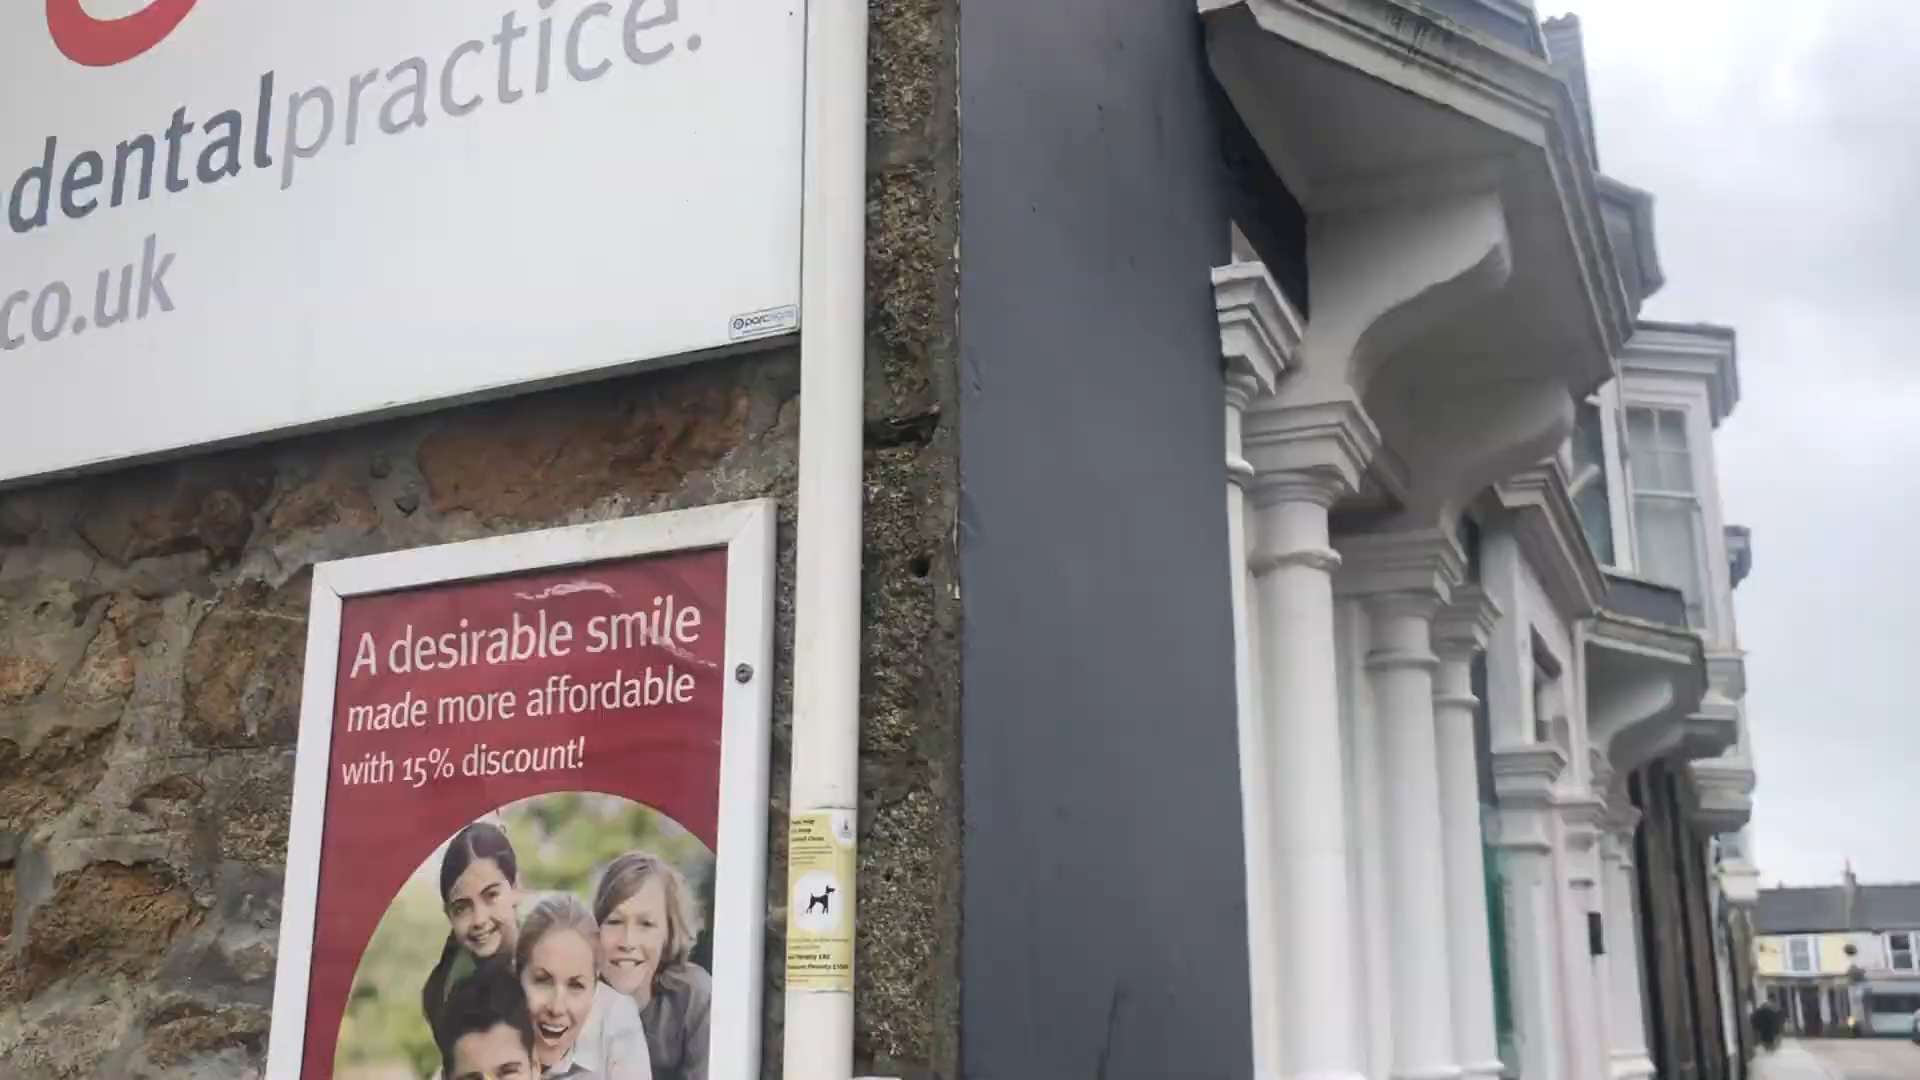 dentalpractice.
co.uk
A desirable smile
made more affordable
with 15% discount!